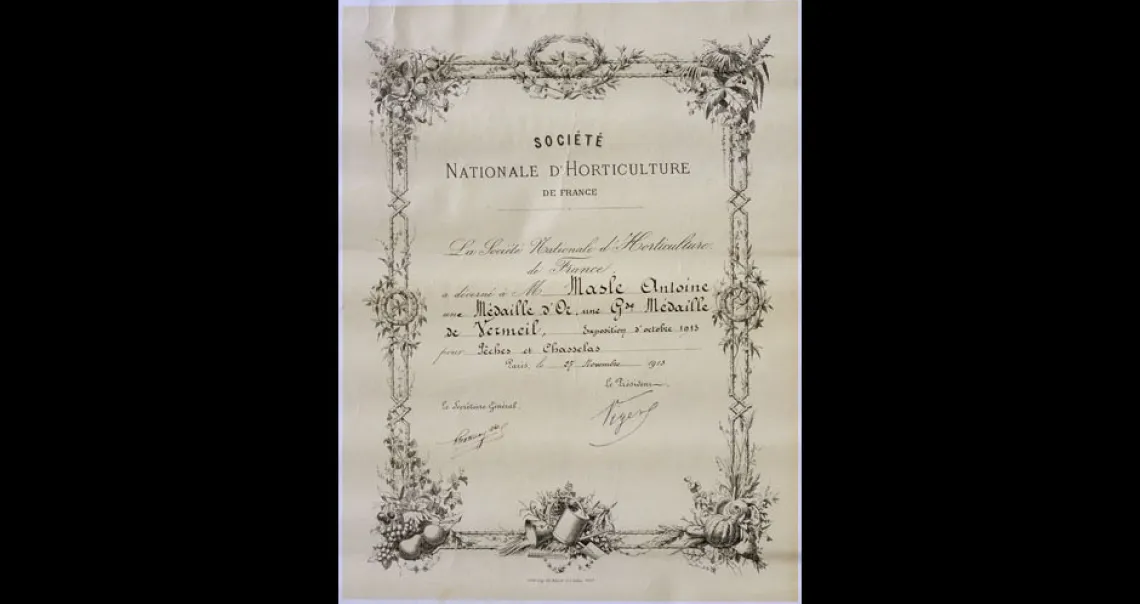 SOCIÉTÉ
NATIONALE D'HORTICULTURE
DE FRANCE
La Société Nationale d'Horticulture
de France
a décerné à M. Masle Antoine
une Médaille d'Or, une Gde Médaille
de Vermeil, Exposition d'octobre 1913
pour Pêches et Chasselas
Paris, le 27 Novembre 1913
Le Président
Le Secrétaire Général.